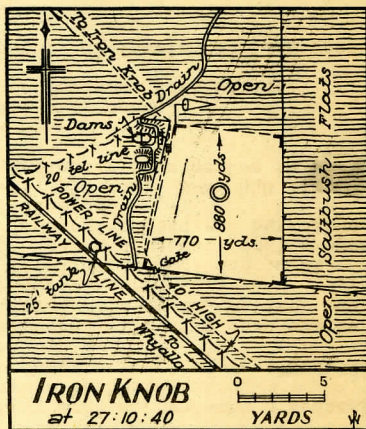 To Iron Knob
Drain
Open
Dams
20' tel line
Open
Drain
880 yds
770 yds.
Open Saltbush Flats
POWER LINE
40' HIGH
RAILWAY LINE
25' tank
Gate
To Whyalla
IRON KNOB
at 27:10:40
0 5
YARDS